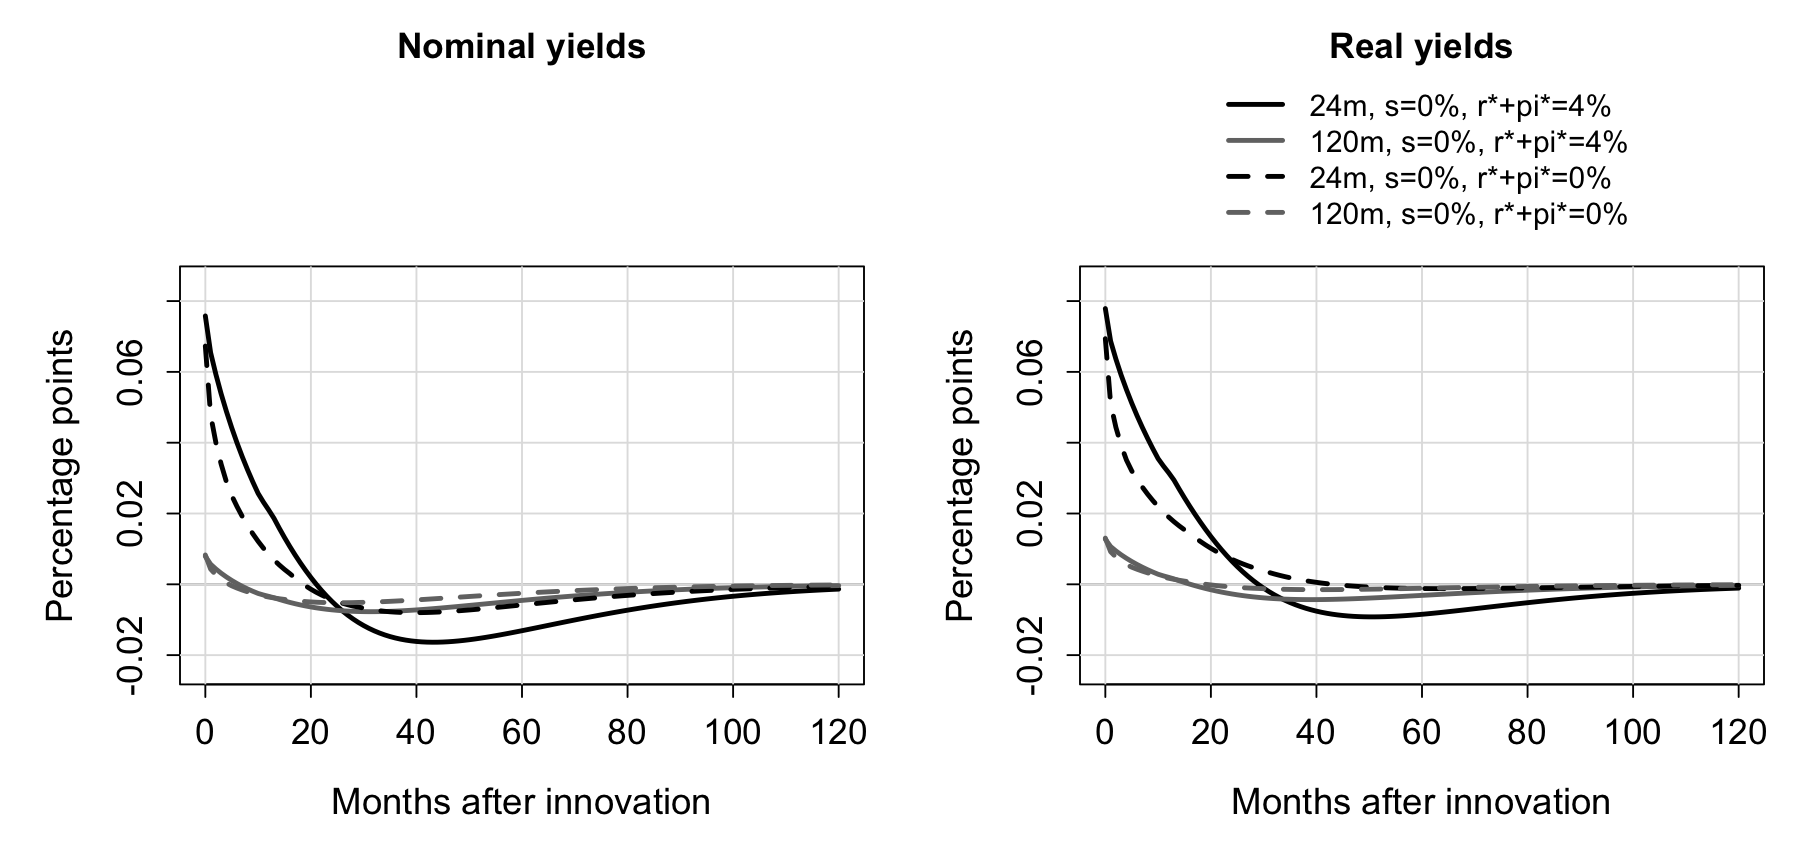 Nominal yields
Percentage points
0.06
0.02
-0.02
0 20 40 60 80 100 120
Months after innovation
Real yields
24m, s=0%, r*+pi*=4%
120m, s=0%, r*+pi*=4%
24m, s=0%, r*+pi*=0%
120m, s=0%, r*+pi*=0%
Percentage points
0.06
0.02
-0.02
0 20 40 60 80 100 120
Months after innovation